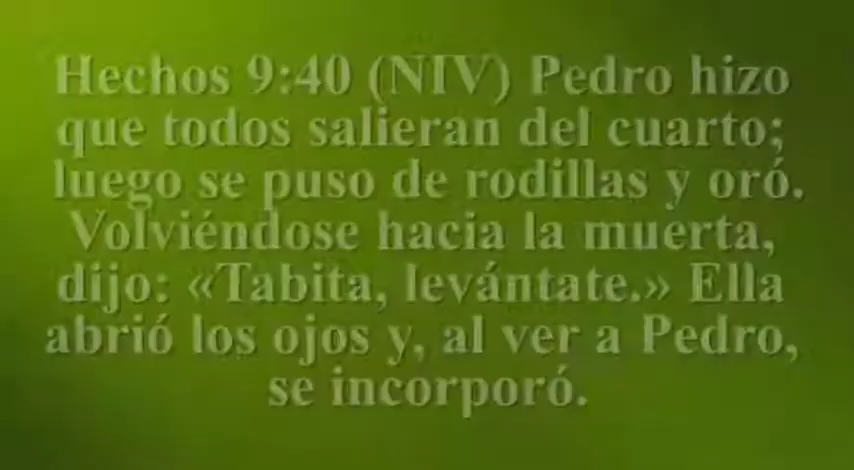 Hechos 9:40 (NIV) Pedro hizo
que todos salieran del cuarto;
luego se puso de rodillas y oró.
Volviéndose hacia la muerta,
dijo: «Tabita, levántate.» Ella
abrió los ojos y, al ver a Pedro,
se incorporó.